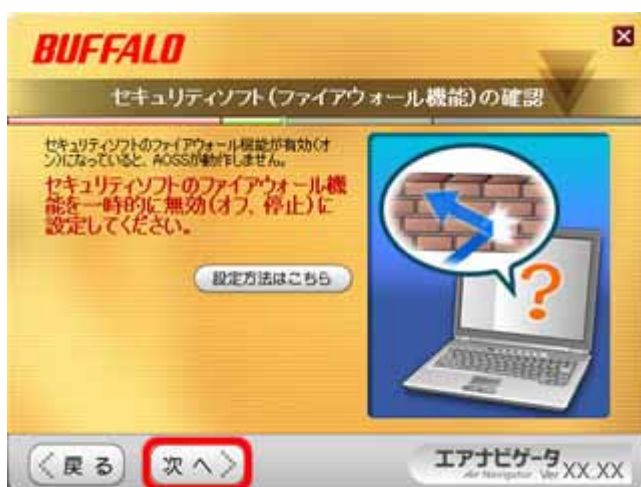 BUFFALO
セキュリティソフト(ファイアウォール機能)の確認
セキュリティソフトのファイアウォール機能が有効(オ
ン)になっていると、AOSSが動作しません。
セキュリティソフトのファイアウォール機
能を一時的に無効(オフ、停止)に
設定してください。
設定方法はこちら
?
戻る
次へ
エアナビゲータ
Air Navigator Ver XX.XX